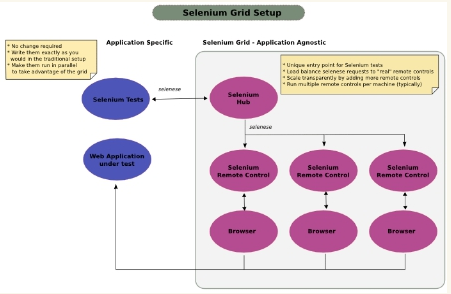 Selenium Grid Setup
Application Specific
Selenium Grid - Application Agnostic
* No change required
* Write them exactly as you
would in the traditional setup
* Make them run in parallel
to take advantage of the grid
* Unique entry point for Selenium tests
* Load balance selenese requests to "real" remote controls
* Scale transparently by adding more remote controls
* Run multiple remote controls per machine (typically)
Selenium Tests
selenese
Selenium
Hub
selenese
Web Application
under test
Selenium
Remote Control
Selenium
Remote Control
Selenium
Remote Control
Browser
Browser
Browser